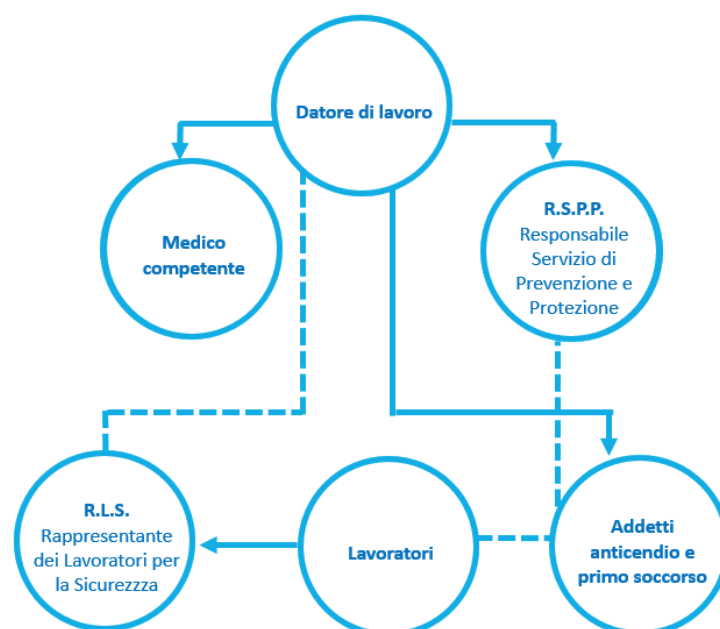 Datore di lavoro
Medico
competente
R.S.P.P.
Responsabile
Servizio di
Prevenzione e
Protezione
R.L.S.
Rappresentante
dei Lavoratori per
la Sicurezzza
Lavoratori
Addetti
anticendio e
primo soccorso